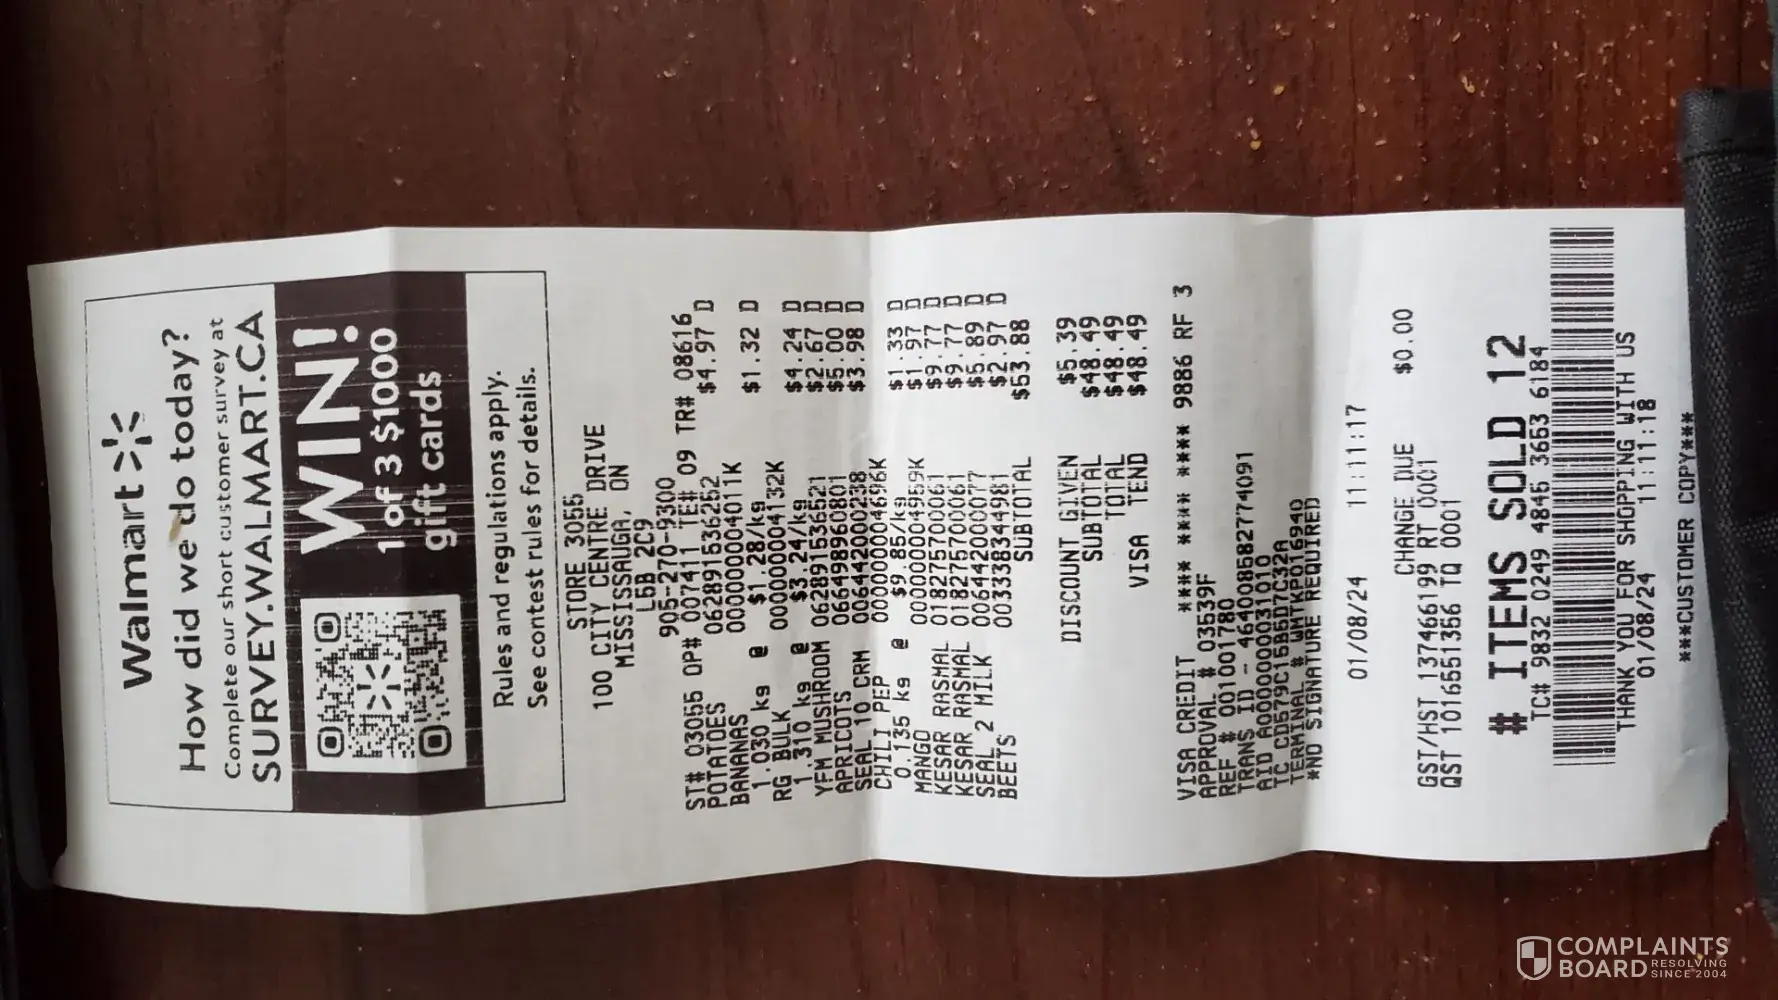 Walmart
How did we do today?
Complete our short customer survey at
SURVEY.WALMART.CA
WIN!
1 of 3 $1000
gift cards
Rules and regulations apply.
See contest rules for details.
STORE 3055
100 CITY CENTRE DRIVE
MISSISSAUGA, ON
L5B 2C9
905-270-9300
ST# 03055 OP# 007411 TE# 09 TR# 08616
POTATOES 062891536252 $4.97 D
BANANAS 000000004011K
1.030 kg @ $1.28/kg $1.32 D
RG BULK 000000004132K
1.310 kg @ $3.24/kg $4.24 D
YFM MUSHROOM 062891536521 $2.67 D
APRICOTS 066498960801 $5.00 D
SEAL 10 CRM 006442000238 $3.98 D
CHILI PEP 000000004696K
0.135 kg @ $9.85/kg $1.33 D
MANGO 000000004959K $1.97 D
KESAR RASMAL 018275700061 $9.77 D
KESAR RASMAL 018275700061 $9.77 D
SEAL 2 MILK 006442000077 $5.89 D
BEETS 003338344981 $2.97 D
SUBTOTAL $53.88
DISCOUNT GIVEN $5.39
SUBTOTAL $48.49
TOTAL $48.49
VISA TEND $48.49
VISA CREDIT **** **** **** 9886 RF 3
APPROVAL # 03539F
REF # 001001780
TRANS ID - 464008582774091
AID A0000000031010
TC CD579C15B5D7C32A
TERMINAL # WMTKP016940
*NO SIGNATURE REQUIRED
01/08/24 11:11:17
CHANGE DUE $0.00
GST/HST 137466199 RT 0001
QST 1016551356 TQ 0001
# ITEMS SOLD 12
TC# 9832 0249 4846 3663 6184
THANK YOU FOR SHOPPING WITH US
01/08/24 11:11:18
***CUSTOMER COPY***
COMPLAINTS
BOARD RESOLVING
SINCE 2004